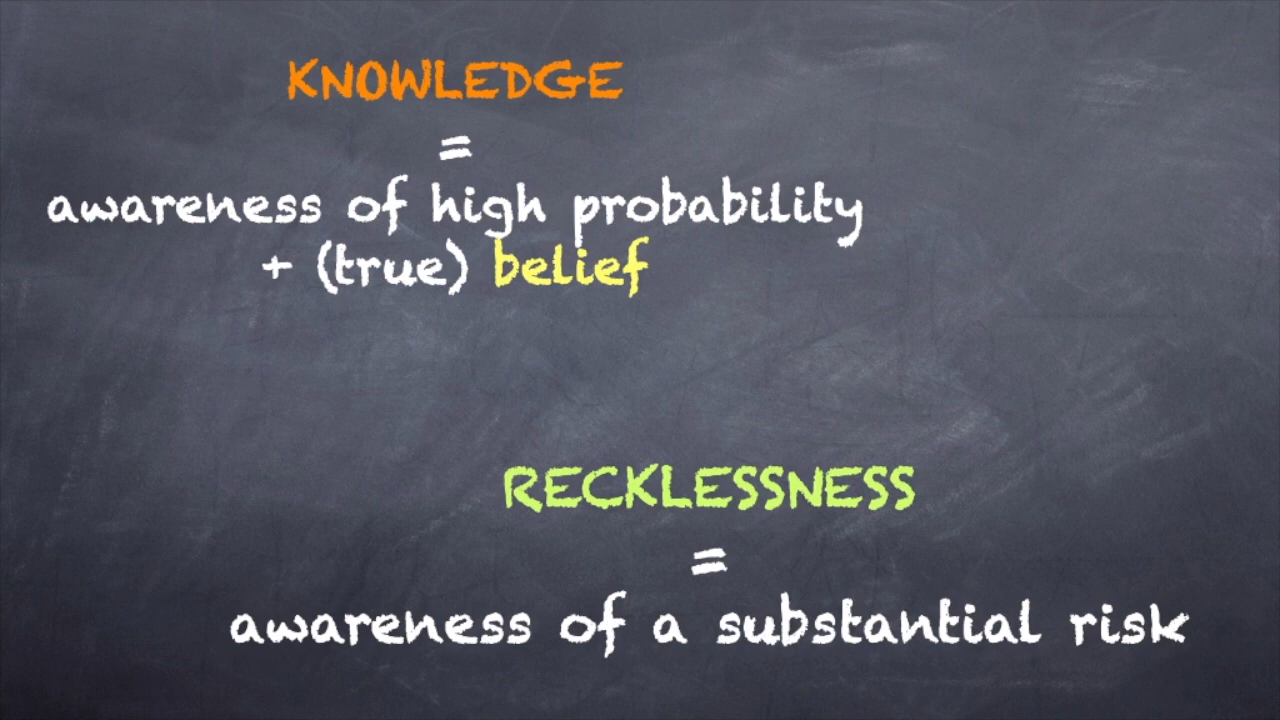 KNOWLEDGE
=
awareness of high probability
+ (true) belief
RECKLESSNESS
=
awareness of a substantial risk